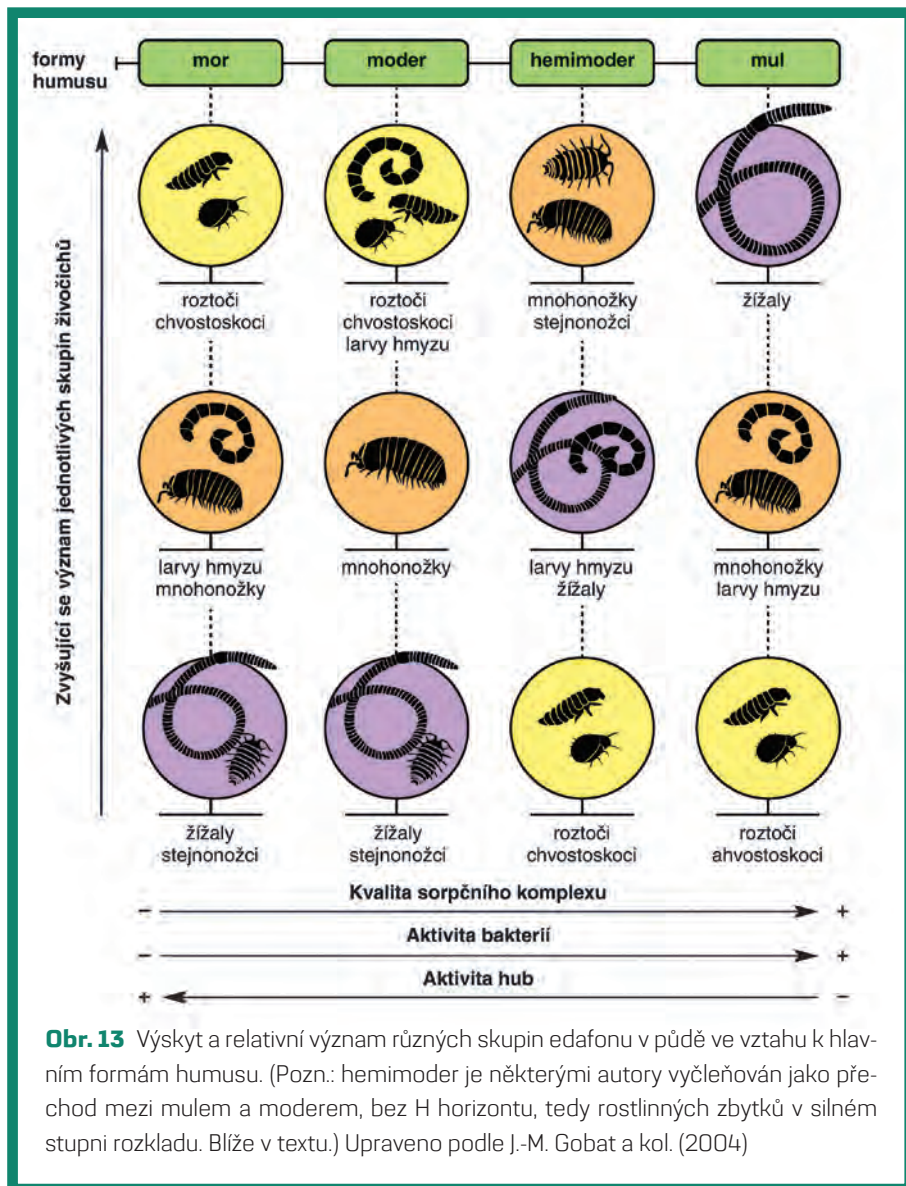 formy
humusu
mor
moder
hemimoder
mul
Zvyšující se význam jednotlivých skupin živočichů
roztoči
chvostoskoci
roztoči
chvostoskoci
larvy hmyzu
mnohonožky
stejnonožci
žížaly
larvy hmyzu
mnohonožky
mnohonožky
larvy hmyzu
žížaly
mnohonožky
larvy hmyzu
žížaly
stejnonožci
žížaly
stejnonožci
roztoči
chvostoskoci
roztoči
ahvostoskoci
Kvalita sorpčního komplexu
– +
Aktivita bakterií
– +
Aktivita hub
+ –
Obr. 13 Výskyt a relativní význam různých skupin edafonu v půdě ve vztahu k hlav-
ním formám humusu. (Pozn.: hemimoder je některými autory vyčleňován jako pře-
chod mezi mulem a moderem, bez H horizontu, tedy rostlinných zbytků v silném
stupni rozkladu. Blíže v textu.) Upraveno podle J.-M. Gobat a kol. (2004)